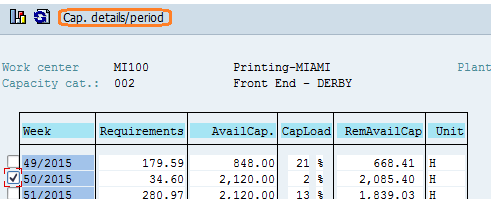 Cap. details/period
Work center MI100 Printing-MIAMI Plant
Capacity cat.: 002 Front End - DERBY
Week Requirements AvailCap. CapLoad RemAvailCap Unit
49/2015 179.59 848.00 21 % 668.41 H
50/2015 34.60 2,120.00 2 % 2,085.40 H
51/2015 280.97 2,120.00 13 % 1,839.03 H